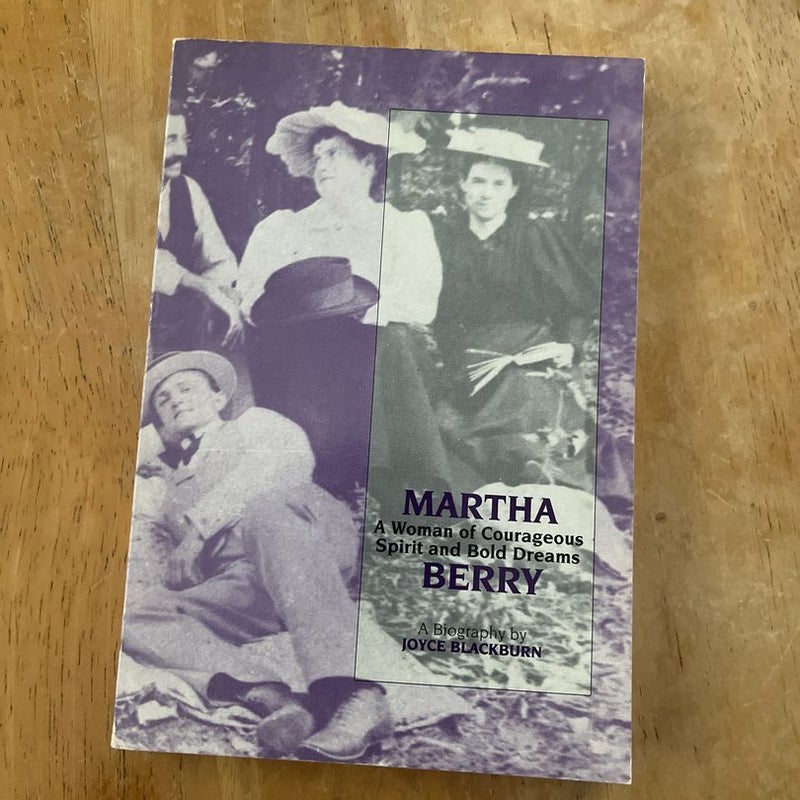 MARTHA
A Woman of Courageous
Spirit and Bold Dreams
BERRY
A Biography by
JOYCE BLACKBURN